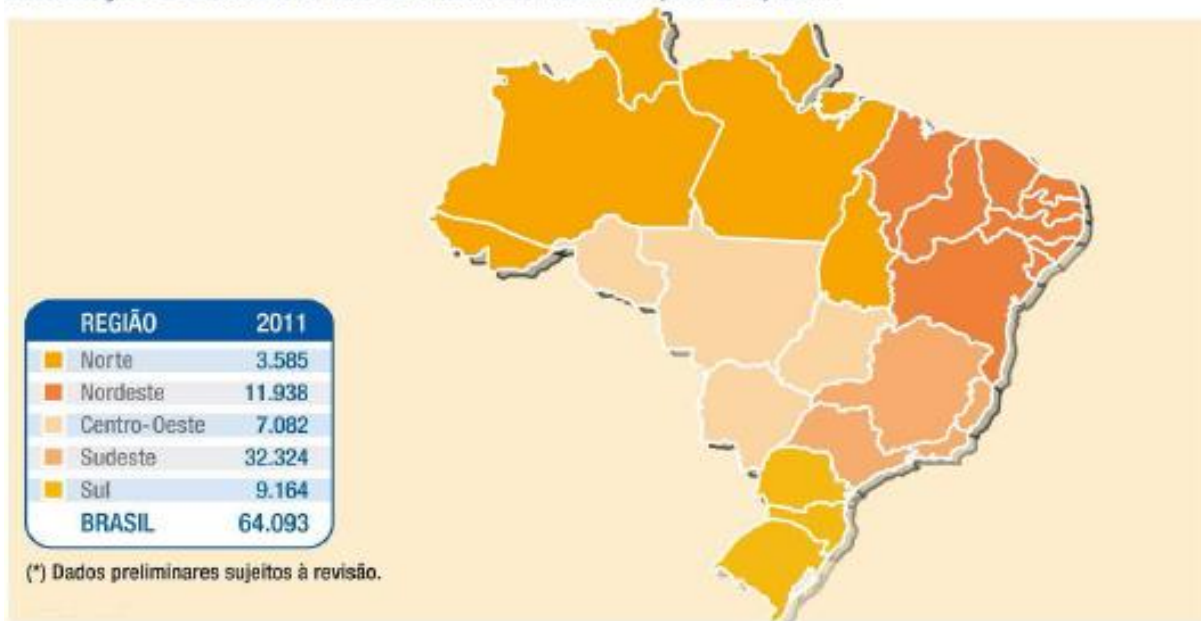 REGIÃO 2011
Norte 3.585
Nordeste 11.938
Centro-Oeste 7.082
Sudeste 32.324
Sul 9.164
BRASIL 64.093
(*) Dados preliminares sujeitos à revisão.